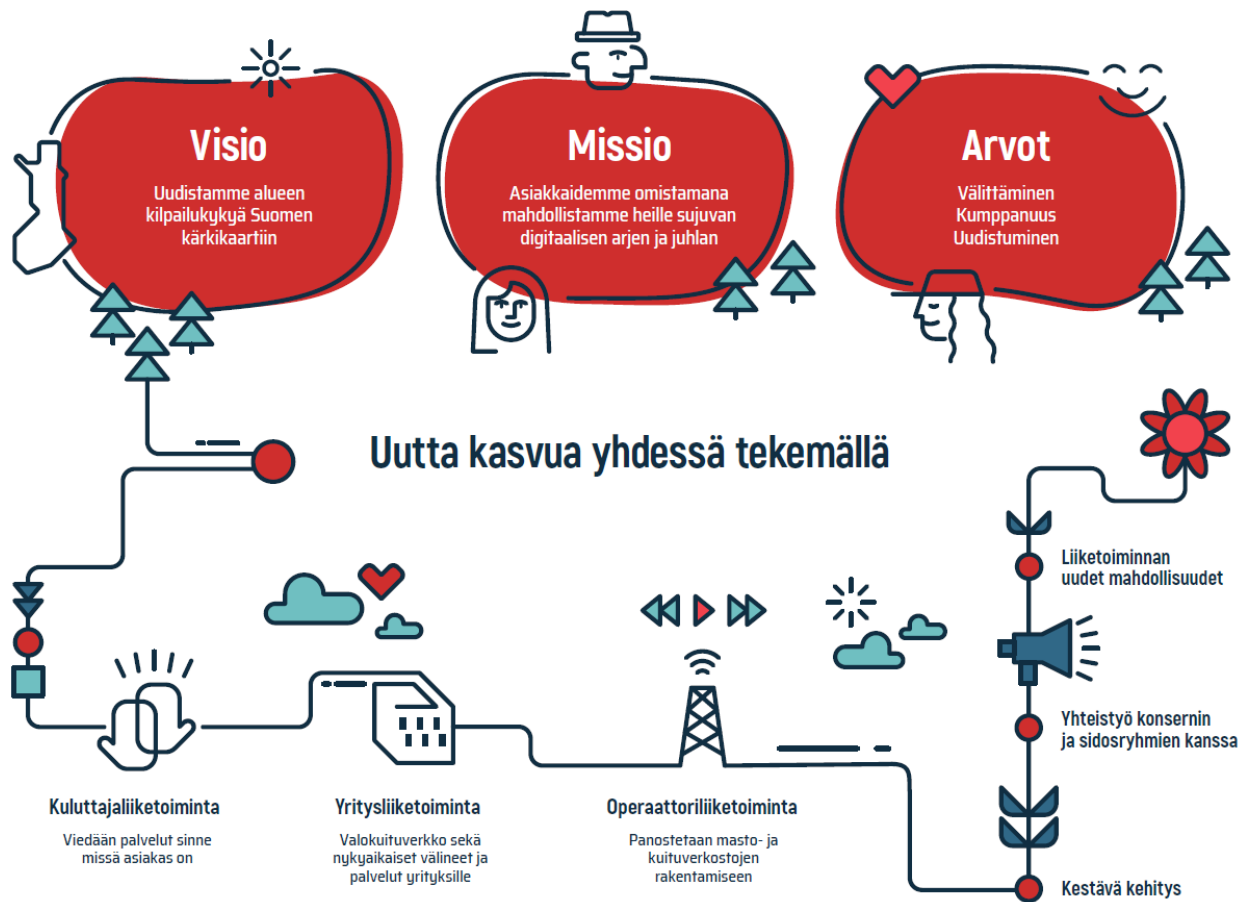 Visio
Uudistamme alueen
kilpailukykyä Suomen
kärkikaartiin
Missio
Asiakkaidemme omistamana
mahdollistamme heille sujuvan
digitaalisen arjen ja juhlan
Arvot
Välittäminen
Kumppanuus
Uudistuminen
Uutta kasvua yhdessä tekemällä
Kuluttajaliiketoiminta
Viedään palvelut sinne
missä asiakas on
Yritysliiketoiminta
Valokuituverkko sekä
nykyaikaiset välineet ja
palvelut yrityksille
Operaattoriliiketoiminta
Panostetaan masto- ja
kuituverkostojen
rakentamiseen
Liiketoiminnan
uudet mahdollisuudet
Yhteistyö konsernin
ja sidosryhmien kanssa
Kestävä kehitys